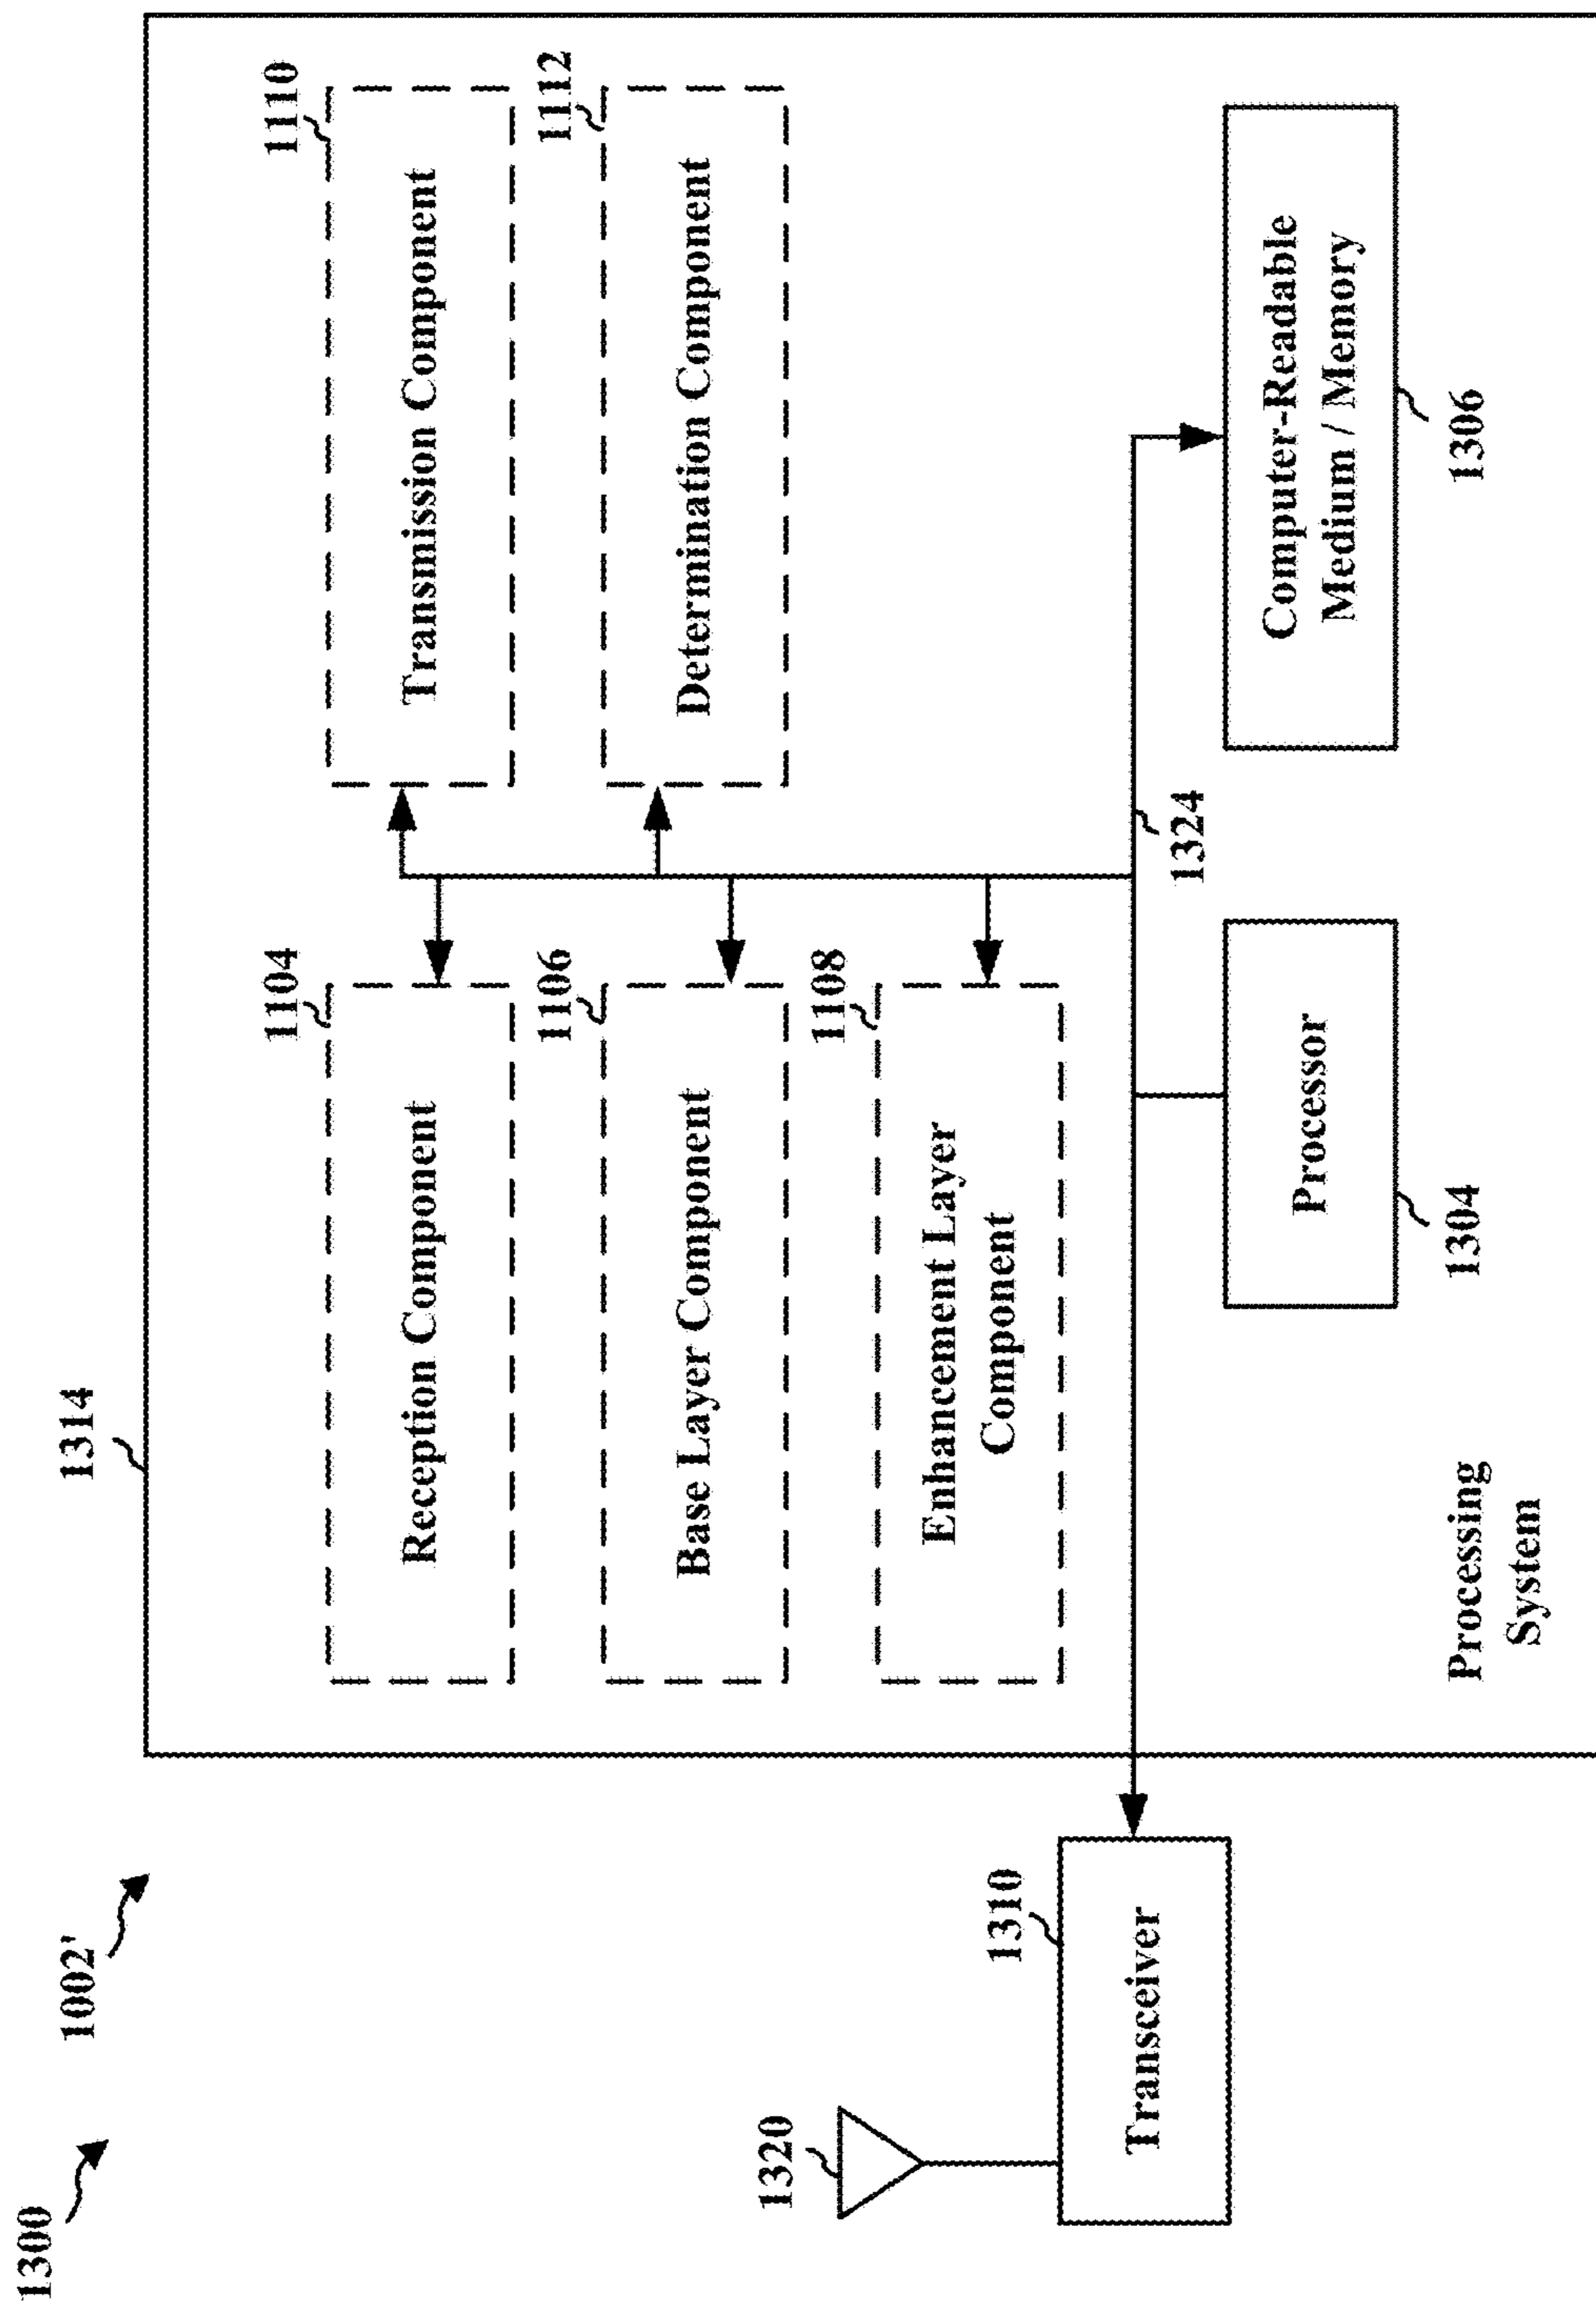 1300
1002'
1314
1104
Reception Component
1110
Transmission Component
1106
Base Layer Component
1112
Determination Component
1108
Enhancement Layer
Component
1320
1310
Transceiver
1324
Processor
1304
Computer-Readable
Medium / Memory
1306
Processing
System